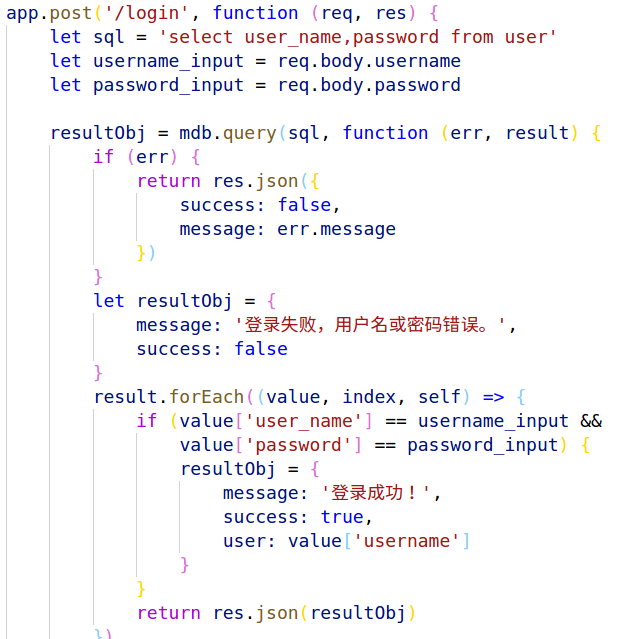 app.post('/login', function (req, res) {
    let sql = 'select user_name,password from user'
    let username_input = req.body.username
    let password_input = req.body.password

    resultObj = mdb.query(sql, function (err, result) {
        if (err) {
            return res.json({
                success: false,
                message: err.message
            })
        }
        let resultObj = {
            message: '登录失败，用户名或密码错误。',
            success: false
        }
        result.forEach((value, index, self) => {
            if (value['user_name'] == username_input &&
                value['password'] == password_input) {
                resultObj = {
                    message: '登录成功！',
                    success: true,
                    user: value['username']
                }
            }
            return res.json(resultObj)
        })